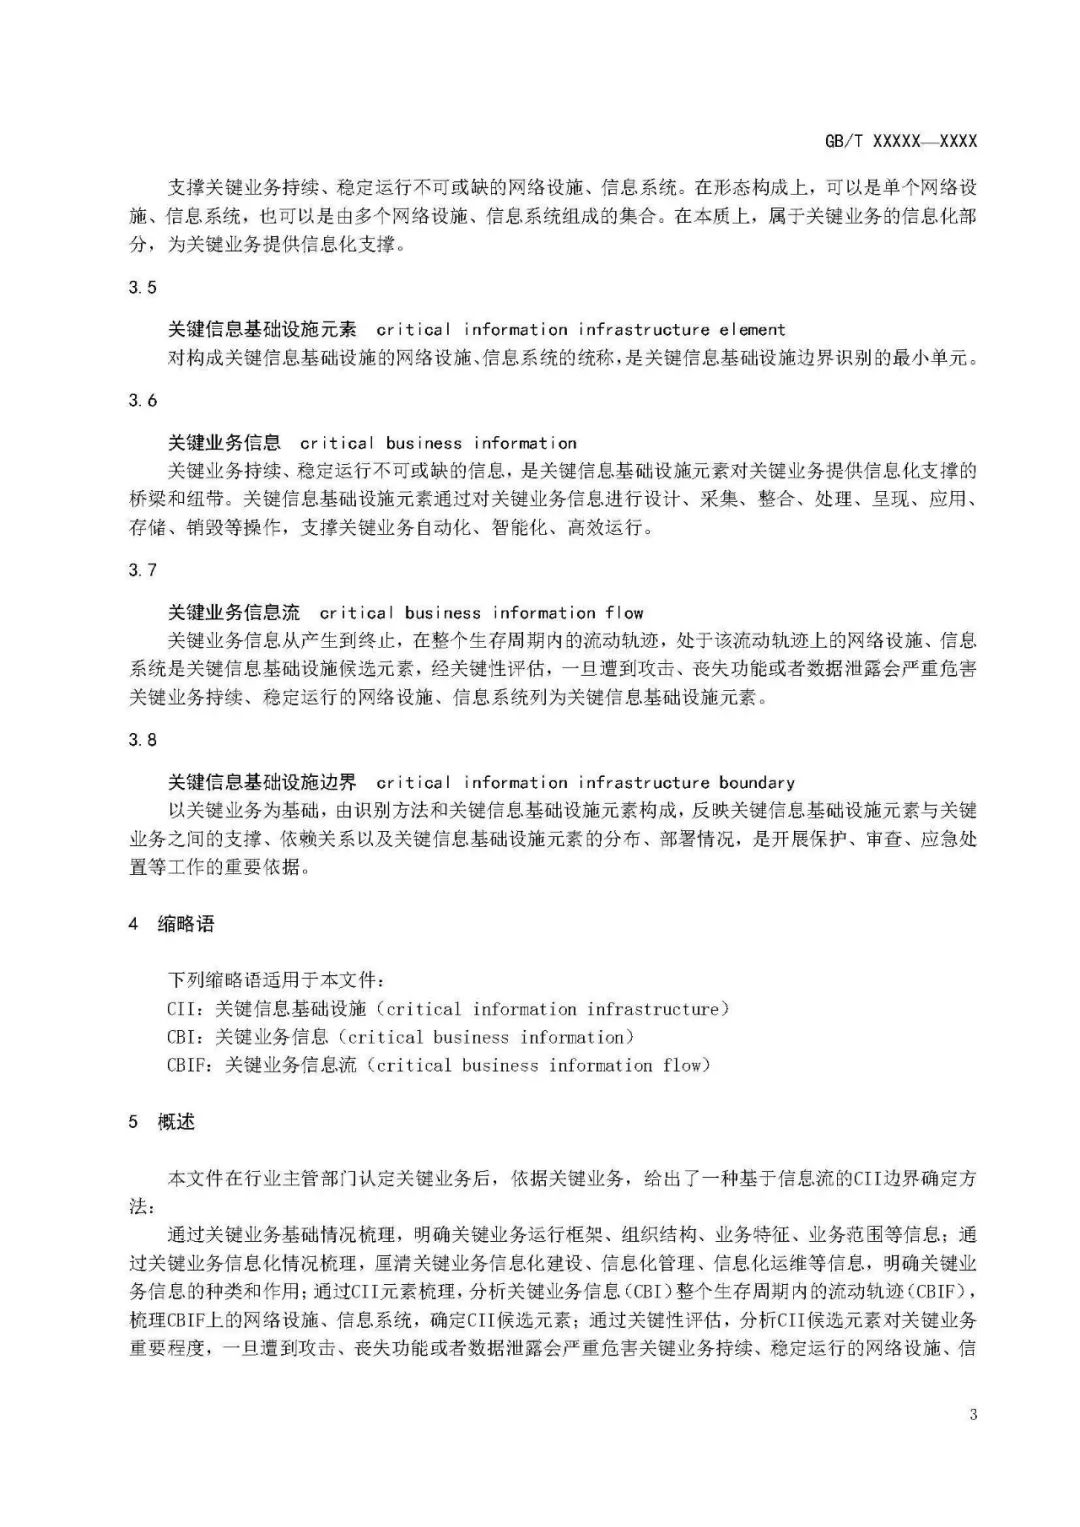 GB/T XXXXX—XXXX
支撑关键业务持续、稳定运行不可或缺的网络设施、信息系统。在形态构成上，可以是单个网络设
施、信息系统，也可以是由多个网络设施、信息系统组成的集合。在本质上，属于关键业务的信息化部
分，为关键业务提供信息化支撑。
3.5
关键信息基础设施元素 critical information infrastructure element
对构成关键信息基础设施的网络设施、信息系统的统称，是关键信息基础设施边界识别的最小单元。
3.6
关键业务信息 critical business information
关键业务持续、稳定运行不可或缺的信息，是关键信息基础设施元素对关键业务提供信息化支撑的
桥梁和纽带。关键信息基础设施元素通过对关键业务信息进行设计、采集、整合、处理、呈现、应用、
存储、销毁等操作，支撑关键业务自动化、智能化、高效运行。
3.7
关键业务信息流 critical business information flow
关键业务信息从产生到终止，在整个生存周期内的流动轨迹，处于该流动轨迹上的网络设施、信息
系统是关键信息基础设施候选元素，经关键性评估，一旦遭到攻击、丧失功能或者数据泄露会严重危害
关键业务持续、稳定运行的网络设施、信息系统列为关键信息基础设施元素。
3.8
关键信息基础设施边界 critical information infrastructure boundary
以关键业务为基础，由识别方法和关键信息基础设施元素构成，反映关键信息基础设施元素与关键
业务之间的支撑、依赖关系以及关键信息基础设施元素的分布、部署情况，是开展保护、审查、应急处
置等工作的重要依据。
4 缩略语
下列缩略语适用于本文件：
CII：关键信息基础设施（critical information infrastructure）
CBI：关键业务信息（critical business information）
CBIF：关键业务信息流（critical business information flow）
5 概述
本文件在行业主管部门认定关键业务后，依据关键业务，给出了一种基于信息流的CII边界确定方
法：
通过关键业务基础情况梳理，明确关键业务运行框架、组织结构、业务特征、业务范围等信息；通
过关键业务信息化情况梳理，厘清关键业务信息化建设、信息化管理、信息化运维等信息，明确关键业
务信息的种类和作用；通过CII元素梳理，分析关键业务信息（CBI）整个生存周期内的流动轨迹（CBIF），
梳理CBIF上的网络设施、信息系统，确定CII候选元素；通过关键性评估，分析CII候选元素对关键业务
重要程度，一旦遭到攻击、丧失功能或者数据泄露会严重危害关键业务持续、稳定运行的网络设施、信
3